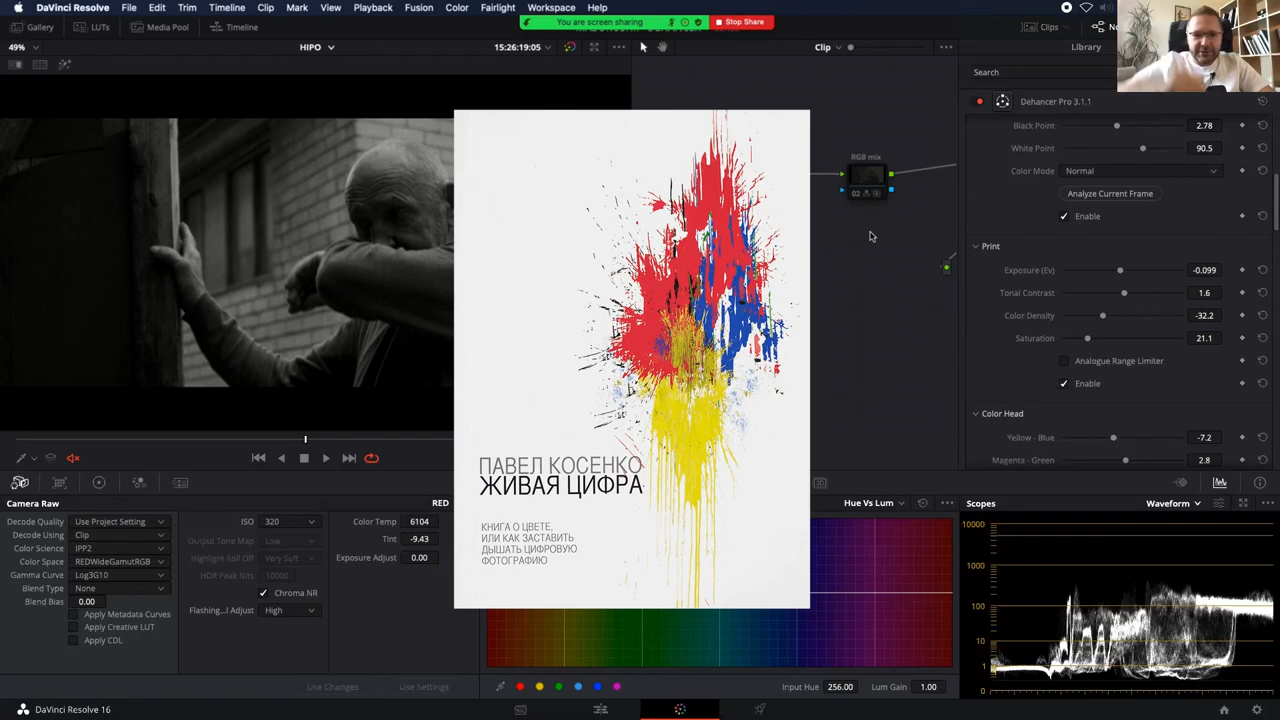 DaVinci Resolve File Edit Trim Timeline Clip Mark View Playback Fusion Color Fairlight Workspace Help
You are screen sharing Stop Share
Gallery LUTs Media Pool Timeline Clips
49% HIPO 15:26:19:05 Clip Library
Search
Dehancer Pro 3.1.1
Black Point 2.78
White Point 90.5
Color Mode Normal
Analyze Current Frame
Enable
RGB mix
02
Print
Exposure (Ev) -0.099
Tonal Contrast 1.6
Color Density -32.2
Saturation 21.1
Analogue Range Limiter
Enable
Color Head
Yellow - Blue -7.2
Magenta - Green 2.8
ПАВЕЛ КОСЕНКО
ЖИВАЯ ЦИФРА
КНИГА О ЦВЕТЕ,
ИЛИ КАК ЗАСТАВИТЬ
ДЫШАТЬ ЦИФРОВУЮ
ФОТОГРАФИЮ
Camera Raw RED Hue Vs Lum Scopes Waveform
Decode Quality Use Project Setting ISO 320 Color Temp 6104
Decode Using Clip Output Tone Map Low Tint -9.43
Color Science IPP2 Highlight Roll Off Very Soft Exposure Adjust 0.00
Color Space REDWideGamutRGB HDR Peak Nits 10000
Gamma Curve Log3G10 Chroma NR
Blend Type None Flashing...l Adjust High
Blend Bias 0.00
Apply Metadata Curves
Apply Creative LUT
Apply CDL
10000
1000
100
10
1
0
Use Changes Use Settings Input Hue 256.00 Lum Gain 1.00
DaVinci Resolve 16